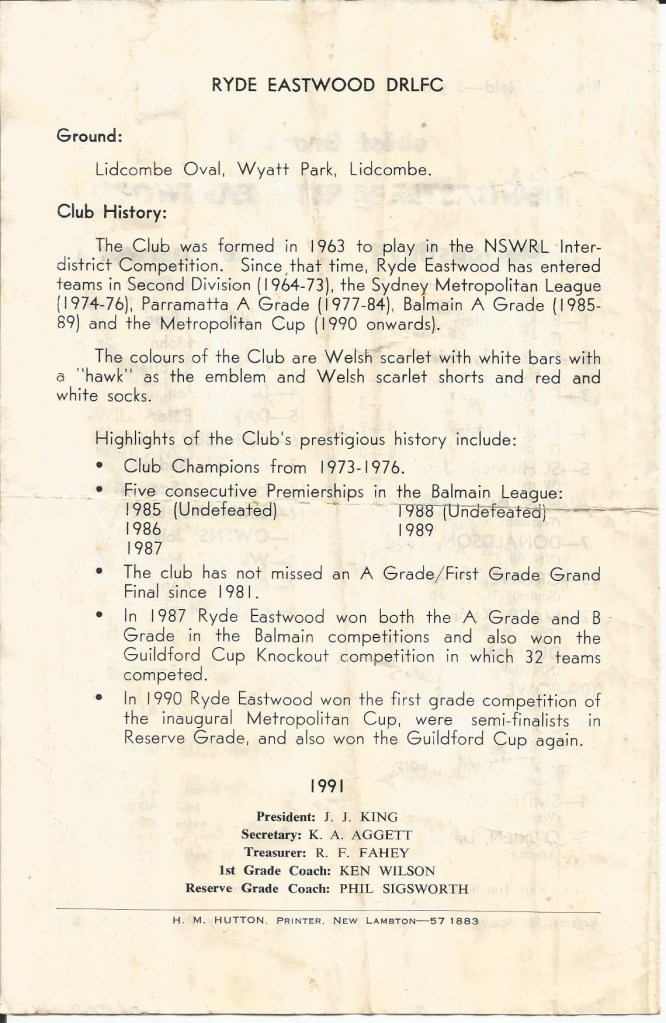 RYDE EASTWOOD DRLFC
Ground:
Lidcombe Oval, Wyatt Park, Lidcombe.
Club History:
The Club was formed in 1963 to play in the NSWRL Inter-
district Competition. Since that time, Ryde Eastwood has entered
teams in Second Division (1964-73), the Sydney Metropolitan League
(1974-76), Parramatta A Grade (1977-84), Balmain A Grade (1985-
89) and the Metropolitan Cup (1990 onwards).
The colours of the Club are Welsh scarlet with white bars with
a "hawk" as the emblem and Welsh scarlet shorts and red and
white socks.
Highlights of the Club's prestigious history include:
• Club Champions from 1973-1976.
• Five consecutive Premierships in the Balmain League:
1985 (Undefeated) 1988 (Undefeated)
1986 1989
1987
• The club has not missed an A Grade/First Grade Grand
Final since 1981.
• In 1987 Ryde Eastwood won both the A Grade and B
Grade in the Balmain competitions and also won the
Guildford Cup Knockout competition in which 32 teams
competed.
• In 1990 Ryde Eastwood won the first grade competition of
the inaugural Metropolitan Cup, were semi-finalists in
Reserve Grade, and also won the Guildford Cup again.
1991
President: J. J. KING
Secretary: K. A. AGGETT
Treasurer: R. F. FAHEY
1st Grade Coach: KEN WILSON
Reserve Grade Coach: PHIL SIGSWORTH
H. M. HUTTON, PRINTER, NEW LAMBTON—57 1883